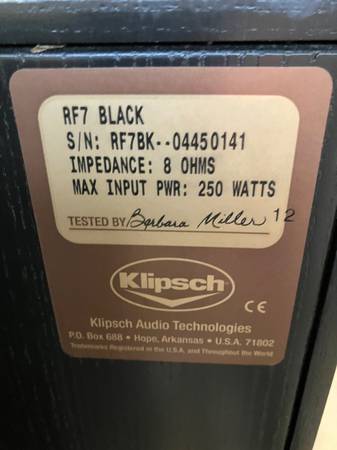 RF7 BLACK
S/N: RF7BK--04450141
IMPEDANCE: 8 OHMS
MAX INPUT PWR: 250 WATTS
TESTED BY Barbara Miller 12
Klipsch®
CE
Klipsch Audio Technologies
P.O. Box 688 • Hope, Arkansas • U.S.A. 71802
Trademarks Registered in the U.S.A. and Throughout the World